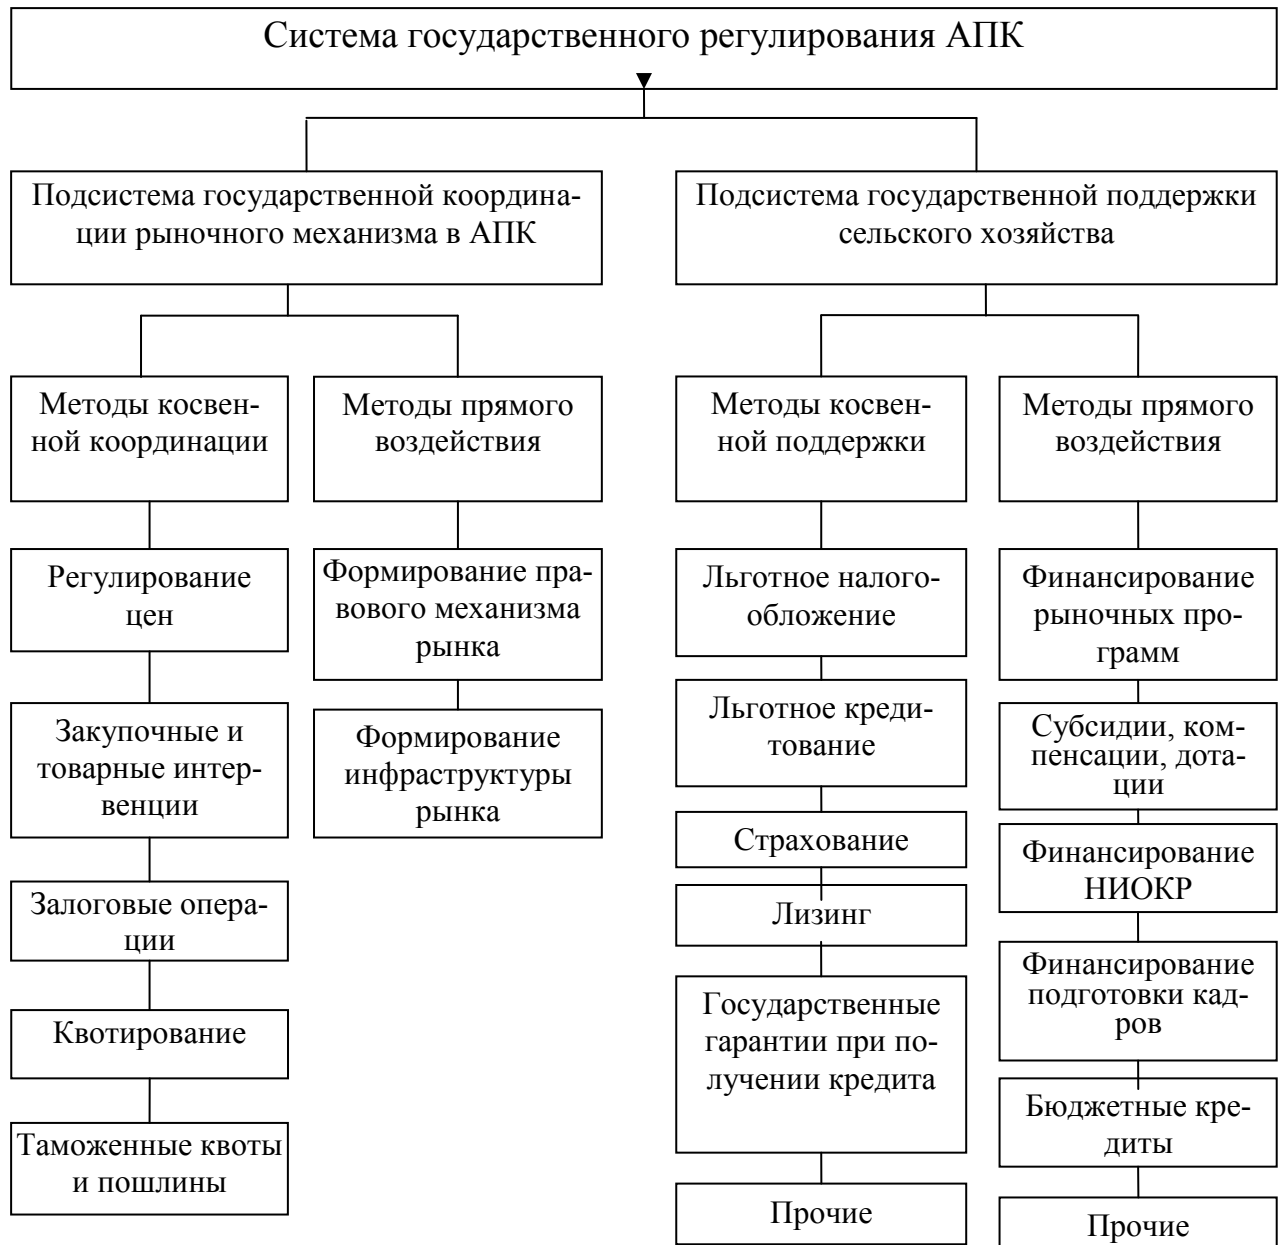 Система государственного регулирования АПК
Подсистема государственной координа-
ции рыночного механизма в АПК
Подсистема государственной поддержки
сельского хозяйства
Методы косвен-
ной координации
Методы прямого
воздействия
Методы косвен-
ной поддержки
Методы прямого
воздействия
Регулирование
цен
Закупочные и
товарные интер-
венции
Залоговые опера-
ции
Квотирование
Таможенные квоты
и пошлины
Формирование пра-
вового механизма
рынка
Формирование
инфраструктуры
рынка
Льготное налого-
обложение
Льготное креди-
тование
Страхование
Лизинг
Государственные
гарантии при по-
лучении кредита
Прочие
Финансирование
рыночных про-
грамм
Субсидии, ком-
пенсации, дота-
ции
Финансирование
НИОКР
Финансирование
подготовки кад-
ров
Бюджетные кре-
диты
Прочие